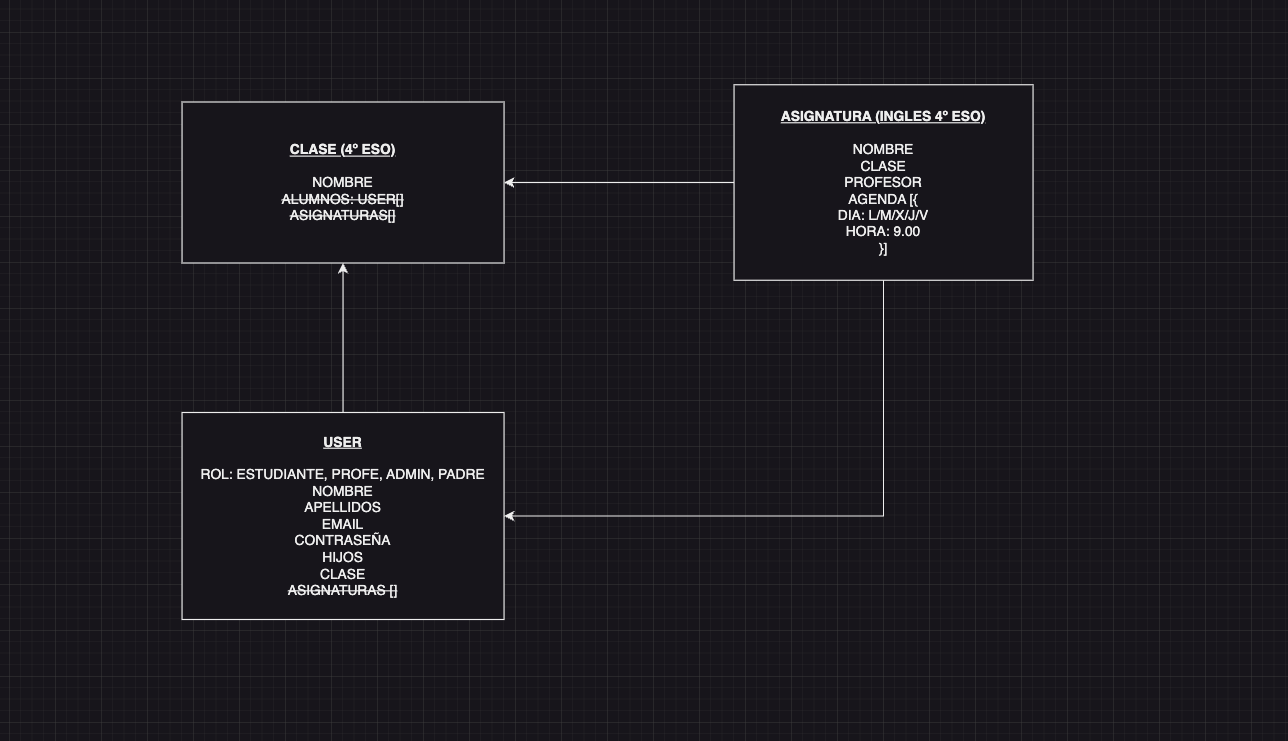 CLASE (4º ESO)
NOMBRE
ALUMNOS: USER[]
ASIGNATURAS[]
ASIGNATURA (INGLES 4º ESO)
NOMBRE
CLASE
PROFESOR
AGENDA [{
DIA: L/M/X/J/V
HORA: 9.00
}]
USER
ROL: ESTUDIANTE, PROFE, ADMIN, PADRE
NOMBRE
APELLIDOS
EMAIL
CONTRASEÑA
HIJOS
CLASE
ASIGNATURAS []